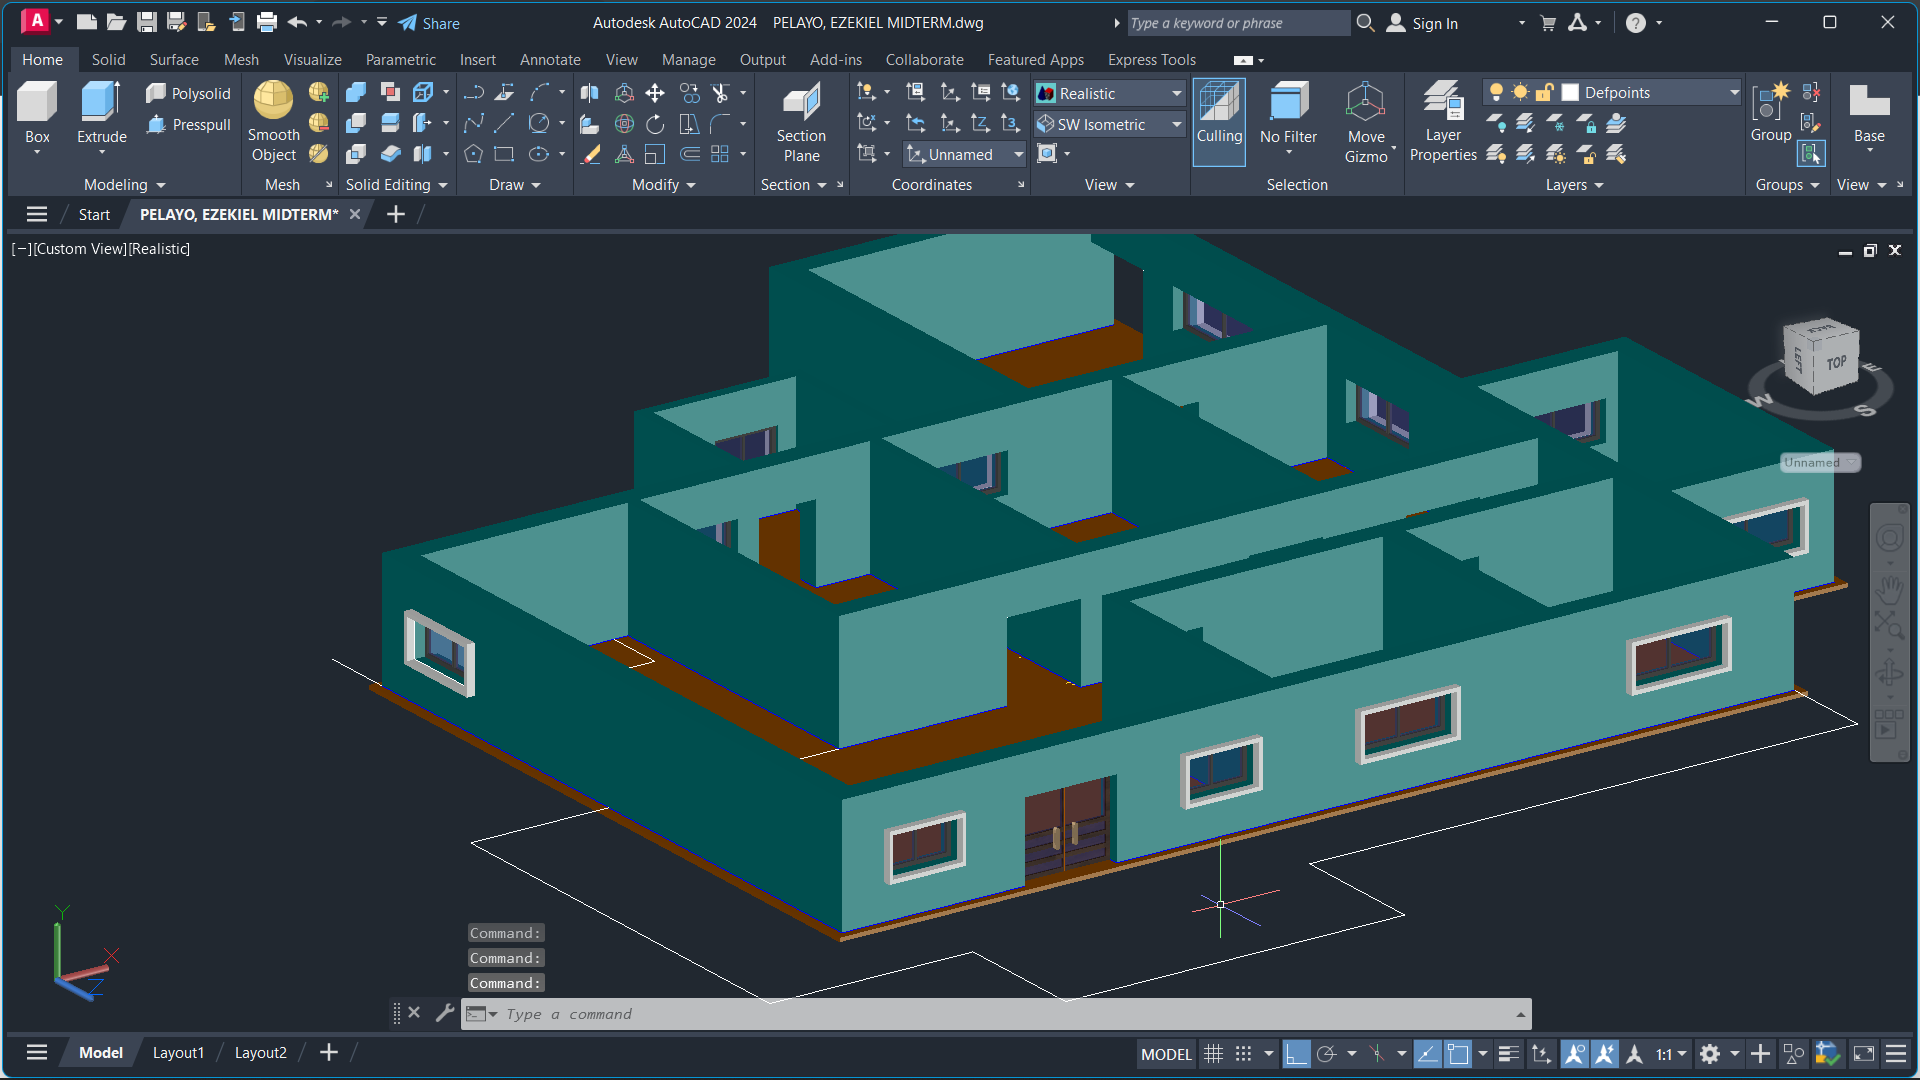 A Share Autodesk AutoCAD 2024 PELAYO, EZEKIEL MIDTERM.dwg Type a keyword or phrase Sign In ?
Home Solid Surface Mesh Visualize Parametric Insert Annotate View Manage Output Add-ins Collaborate Featured Apps Express Tools
Box
Extrude
Polysolid
Presspull
Modeling
Smooth Object
Mesh
Solid Editing
Draw
Modify
Section Plane
Section
Unnamed
Coordinates
Realistic
SW Isometric
View
Culling
No Filter
Move Gizmo
Selection
Layer Properties
Defpoints
Layers
Group
Groups
Base
View
Start PELAYO, EZEKIEL MIDTERM*
[−][Custom View][Realistic]
BACK
LEFT
TOP
W
S
E
Unnamed
Y
X
Z
Command:
Command:
Command:
Type a command
Model Layout1 Layout2 MODEL 1:1